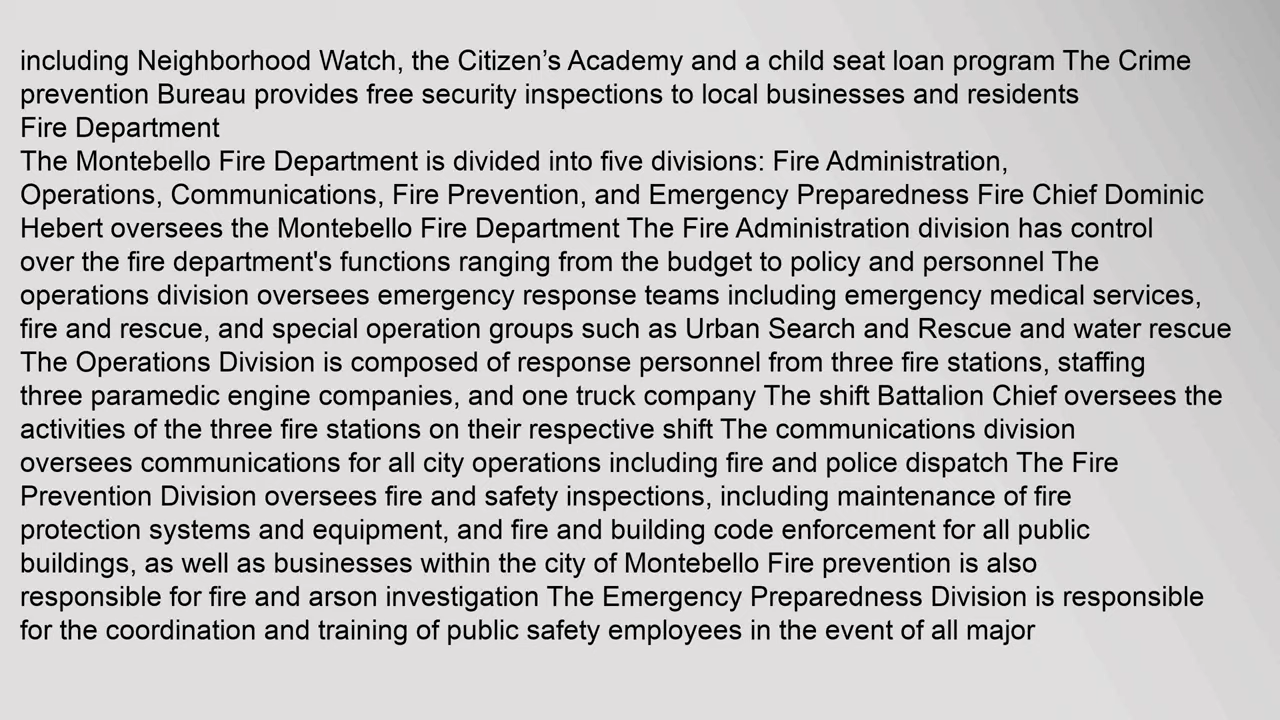 including Neighborhood Watch, the Citizen’s Academy and a child seat loan program The Crime
prevention Bureau provides free security inspections to local businesses and residents
Fire Department
The Montebello Fire Department is divided into five divisions: Fire Administration,
Operations, Communications, Fire Prevention, and Emergency Preparedness Fire Chief Dominic
Hebert oversees the Montebello Fire Department The Fire Administration division has control
over the fire department's functions ranging from the budget to policy and personnel The
operations division oversees emergency response teams including emergency medical services,
fire and rescue, and special operation groups such as Urban Search and Rescue and water rescue
The Operations Division is composed of response personnel from three fire stations, staffing
three paramedic engine companies, and one truck company The shift Battalion Chief oversees the
activities of the three fire stations on their respective shift The communications division
oversees communications for all city operations including fire and police dispatch The Fire
Prevention Division oversees fire and safety inspections, including maintenance of fire
protection systems and equipment, and fire and building code enforcement for all public
buildings, as well as businesses within the city of Montebello Fire prevention is also
responsible for fire and arson investigation The Emergency Preparedness Division is responsible
for the coordination and training of public safety employees in the event of all major